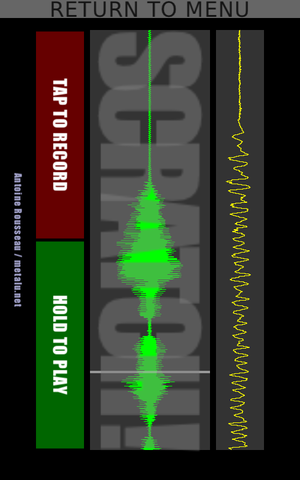 RETURN TO MENU
SCRATCH!
TAP TO RECORD
HOLD TO PLAY
Antoine Rousseau / metalu.net